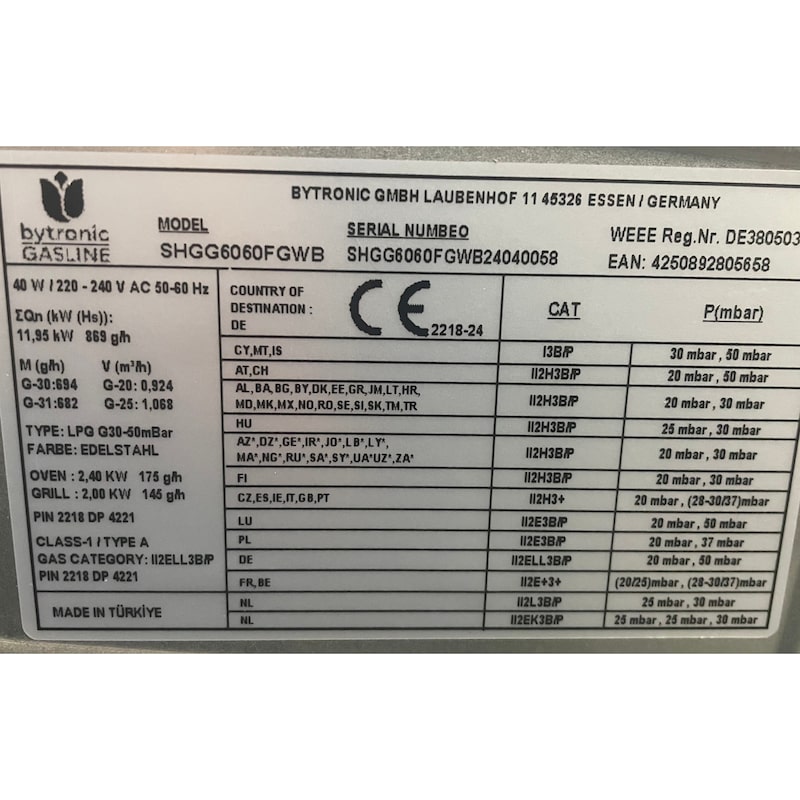 BYTRONIC GMBH LAUBENHOF 11 45326 ESSEN / GERMANY
bytronic
GASLINE
MODEL
SHGG6060FGWB
SERIAL NUMBEO
SHGG6060FGWB24040058
WEEE Reg.Nr. DE380503
EAN: 4250892805658
40 W / 220 - 240 V AC 50-60 Hz
ΣQn (kW (Hs)):
11,95 kW 869 g/h
M (g/h) V (m³/h)
G-30:694 G-20: 0,924
G-31:682 G-25: 1,068
TYPE: LPG G30-50mBar
FARBE: EDELSTAHL
OVEN : 2,40 KW 175 g/h
GRILL : 2,00 KW 145 g/h
PIN 2218 DP 4221
CLASS-1 / TYPE A
GAS CATEGORY: II2ELL3B/P
PIN 2218 DP 4221
MADE IN TÜRKİYE
COUNTRY OF
DESTINATION :
DE
CE 2218-24
CAT
P(mbar)
CY,MT,IS I3B/P 30 mbar , 50 mbar
AT,CH II2H3B/P 20 mbar , 50 mbar
AL,BA,BG,BY,DK,EE,GR,JM,LT,HR,
MD,MK,MX,NO,RO,SE,SI,SK,TM,TR II2H3B/P 20 mbar , 30 mbar
HU II2H3B/P 25 mbar , 30 mbar
AZ*,DZ*,GE*,IR*,JO*,LB*,LY*,
MA*,NG*,RU*,SA*,SY*,UA*UZ*,ZA* II2H3B/P 20 mbar , 30 mbar
FI II2H3B/P 20 mbar , 30 mbar
CZ,ES,IE,IT,GB,PT II2H3+ 20 mbar , (28-30/37)mbar
LU II2E3B/P 20 mbar , 50 mbar
PL II2E3B/P 20 mbar , 37 mbar
DE II2ELL3B/P 20 mbar , 50 mbar
FR,BE II2E+3+ (20/25)mbar , (28-30/37)mbar
NL II2L3B/P 25 mbar , 30 mbar
NL II2EK3B/P 25 mbar , 25 mbar , 30 mbar